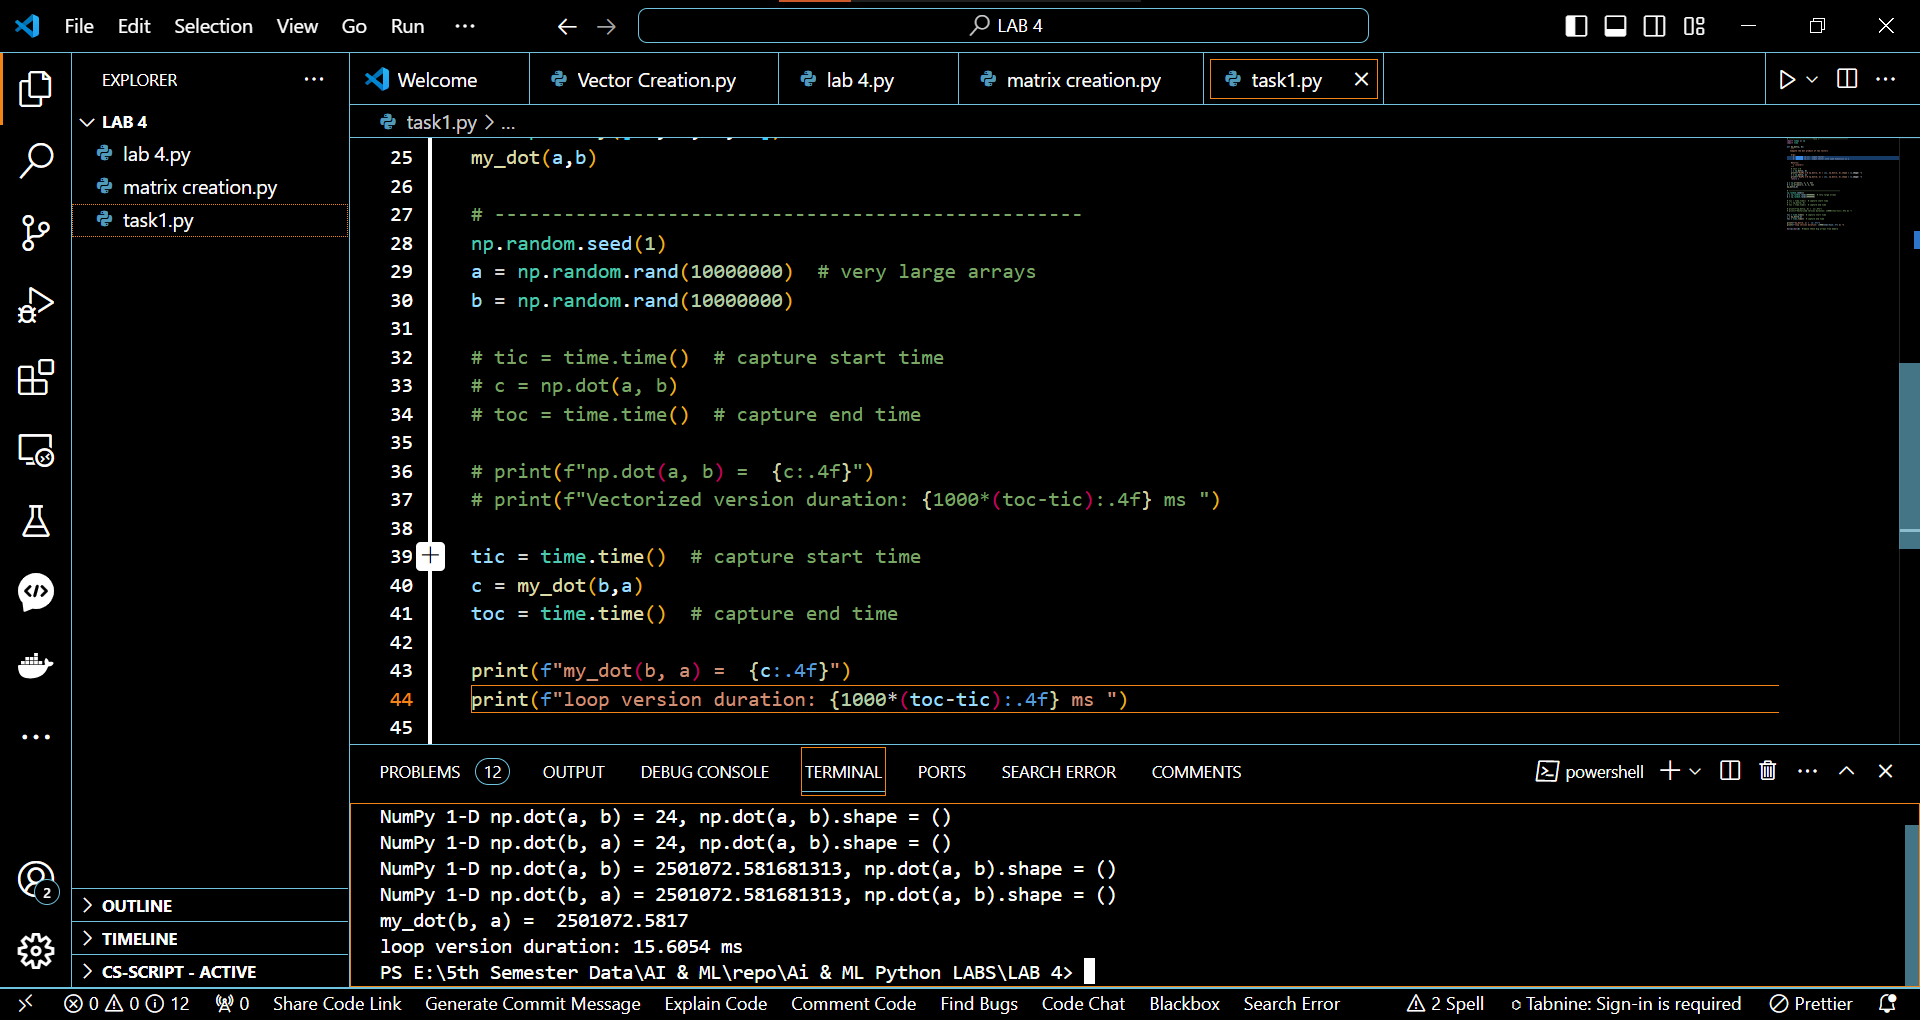 File Edit Selection View Go Run ··· LAB 4
EXPLORER ···
LAB 4
lab 4.py
matrix creation.py
task1.py
OUTLINE
TIMELINE
CS-SCRIPT - ACTIVE
Welcome Vector Creation.py lab 4.py matrix creation.py task1.py
task1.py > ...
25 my_dot(a,b)
26
27 # ---------------------------------------------------
28 np.random.seed(1)
29 a = np.random.rand(10000000)  # very large arrays
30 b = np.random.rand(10000000)
31
32 # tic = time.time()  # capture start time
33 # c = np.dot(a, b)
34 # toc = time.time()  # capture end time
35
36 # print(f"np.dot(a, b) =  {c:.4f}")
37 # print(f"Vectorized version duration: {1000*(toc-tic):.4f} ms ")
38
39 tic = time.time()  # capture start time
40 c = my_dot(b,a)
41 toc = time.time()  # capture end time
42
43 print(f"my_dot(b, a) =  {c:.4f}")
44 print(f"loop version duration: {1000*(toc-tic):.4f} ms ")
45
PROBLEMS 12 OUTPUT DEBUG CONSOLE TERMINAL PORTS SEARCH ERROR COMMENTS powershell
NumPy 1-D np.dot(a, b) = 24, np.dot(a, b).shape = ()
NumPy 1-D np.dot(b, a) = 24, np.dot(a, b).shape = ()
NumPy 1-D np.dot(a, b) = 2501072.581681313, np.dot(a, b).shape = ()
NumPy 1-D np.dot(b, a) = 2501072.581681313, np.dot(a, b).shape = ()
my_dot(b, a) =  2501072.5817
loop version duration: 15.6054 ms
PS E:\5th Semester Data\AI & ML\repo\Ai & ML Python LABS\LAB 4>
2
0 0 12 0 Share Code Link Generate Commit Message Explain Code Comment Code Find Bugs Code Chat Blackbox Search Error 2 Spell Tabnine: Sign-in is required Prettier